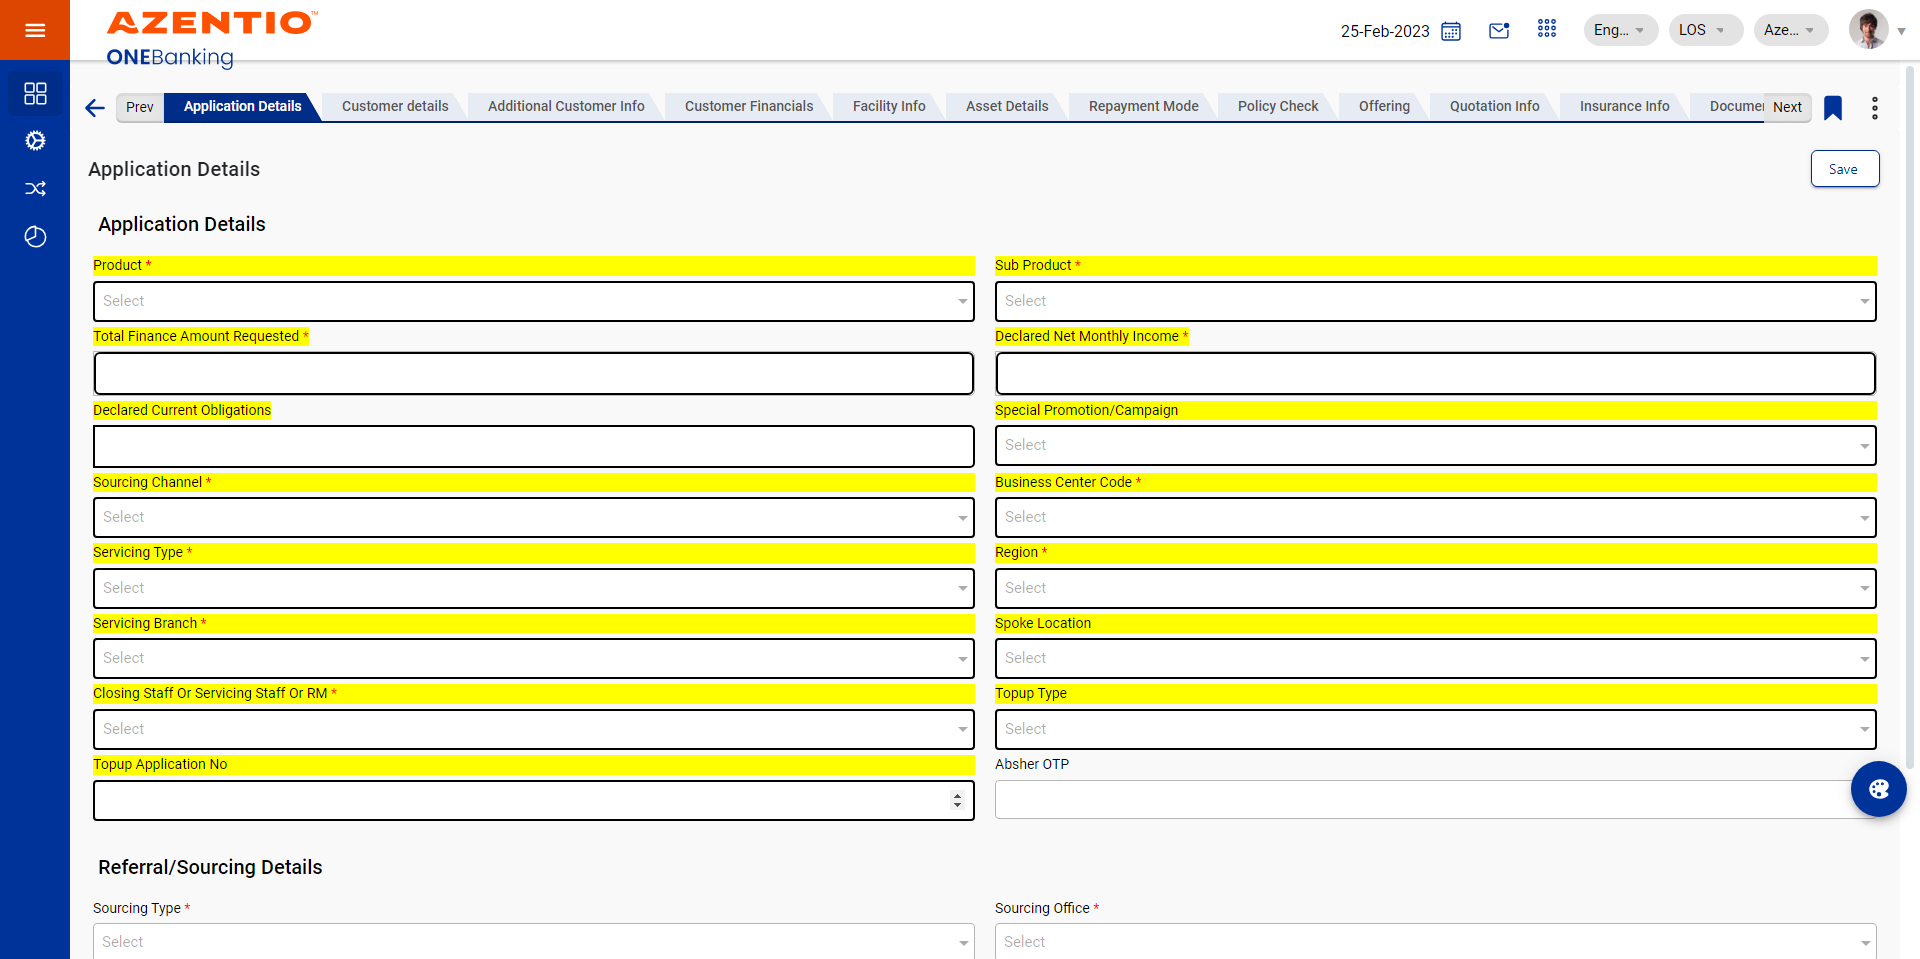 AZENTIO™
ONEBanking
25-Feb-2023
Eng...
LOS
Aze...
Prev
Application Details
Customer details
Additional Customer Info
Customer Financials
Facility Info
Asset Details
Repayment Mode
Policy Check
Offering
Quotation Info
Insurance Info
Documen
Next
Application Details
Save
Application Details
Product *
Sub Product *
Select
Select
Total Finance Amount Requested *
Declared Net Monthly Income *
Declared Current Obligations
Special Promotion/Campaign
Select
Sourcing Channel *
Business Center Code *
Select
Select
Servicing Type *
Region *
Select
Select
Servicing Branch *
Spoke Location
Select
Select
Closing Staff Or Servicing Staff Or RM *
Topup Type
Select
Select
Topup Application No
Absher OTP
Referral/Sourcing Details
Sourcing Type *
Sourcing Office *
Select
Select